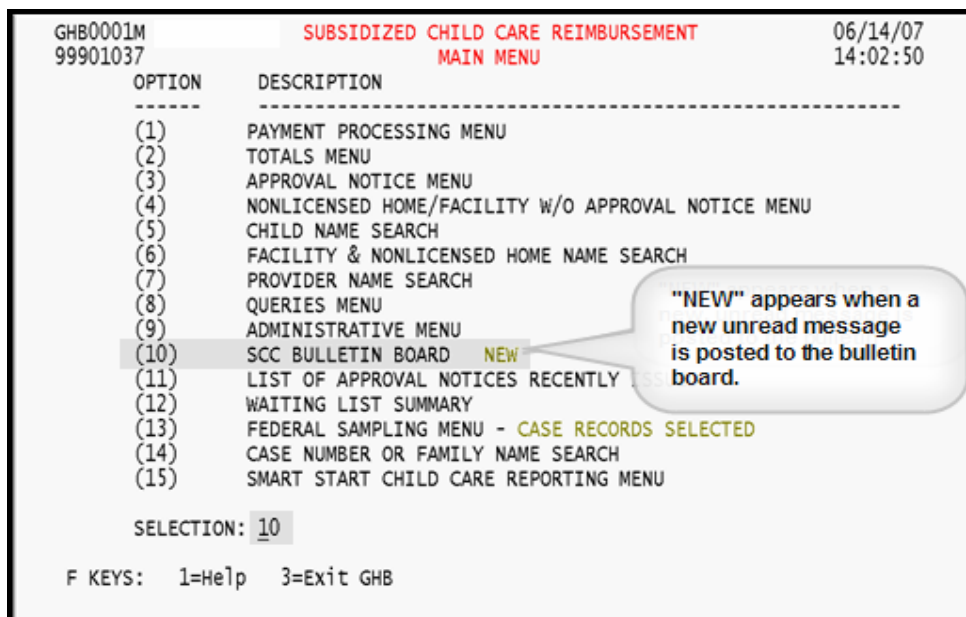 GHB0001M SUBSIDIZED CHILD CARE REIMBURSEMENT 06/14/07
99901037 MAIN MENU 14:02:50
OPTION DESCRIPTION
------ ----------------------------------------------------------
(1) PAYMENT PROCESSING MENU
(2) TOTALS MENU
(3) APPROVAL NOTICE MENU
(4) NONLICENSED HOME/FACILITY W/O APPROVAL NOTICE MENU
(5) CHILD NAME SEARCH
(6) FACILITY & NONLICENSED HOME NAME SEARCH
(7) PROVIDER NAME SEARCH
(8) QUERIES MENU
(9) ADMINISTRATIVE MENU
(10) SCC BULLETIN BOARD NEW
(11) LIST OF APPROVAL NOTICES RECENTLY
(12) WAITING LIST SUMMARY
(13) FEDERAL SAMPLING MENU - CASE RECORDS SELECTED
(14) CASE NUMBER OR FAMILY NAME SEARCH
(15) SMART START CHILD CARE REPORTING MENU
"NEW" appears when a
new unread message
is posted to the bulletin
board.
SELECTION: 10
F KEYS: 1=Help 3=Exit GHB